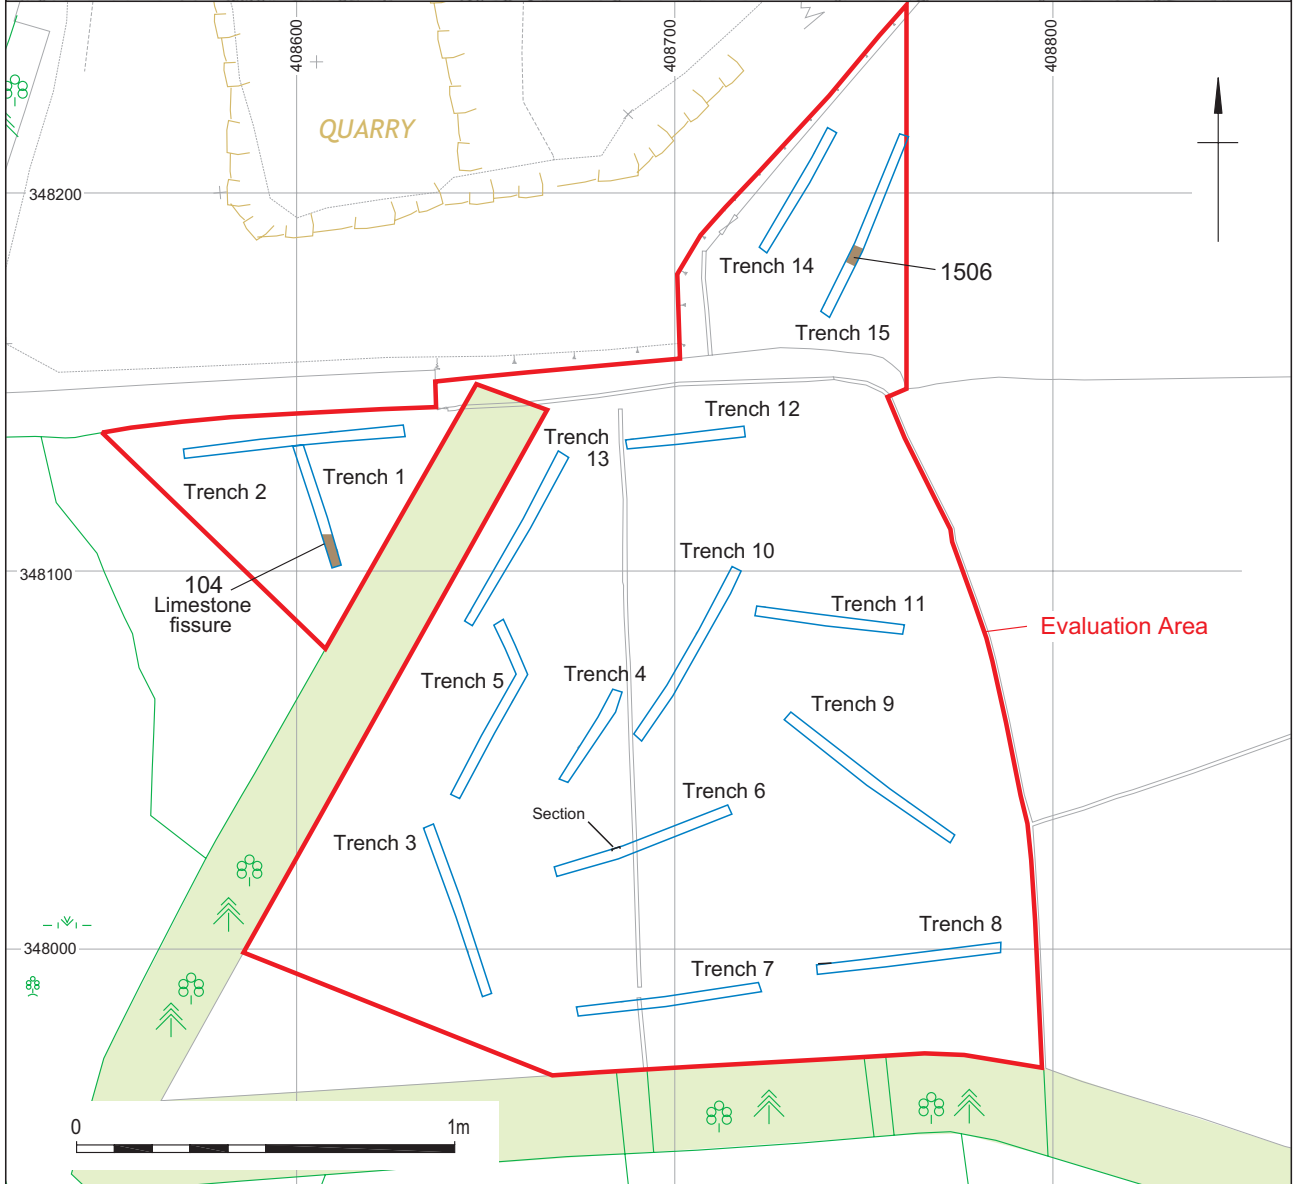 408600
408700
408800
QUARRY
348200
Trench 14
1506
Trench 15
Trench 12
Trench
13
Trench 1
Trench 2
Trench 10
348100
104
Limestone
fissure
Trench 11
Evaluation Area
Trench 5
Trench 4
Trench 9
Trench 6
Section
Trench 3
Trench 8
348000
Trench 7
0
1m